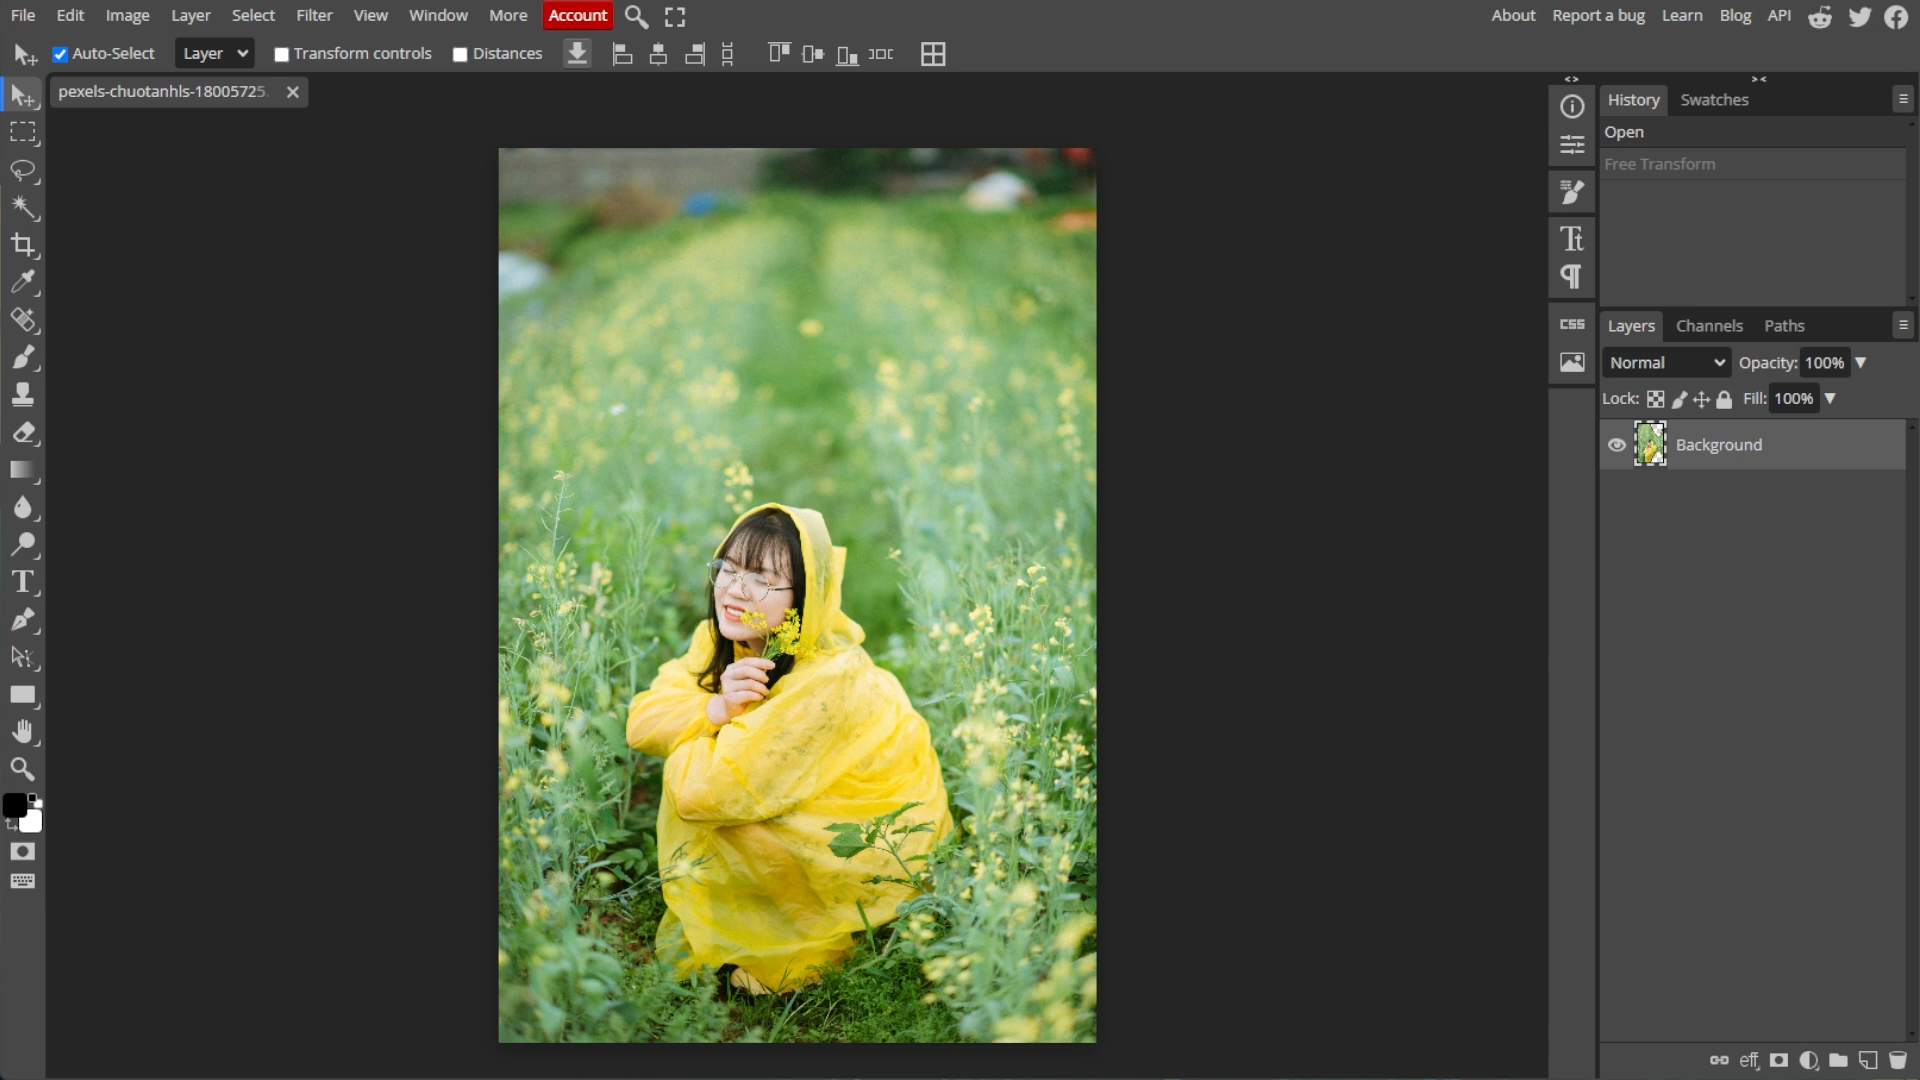 File Edit Image Layer Select Filter View Window More Account About Report a bug Learn Blog API
Auto-Select Layer Transform controls Distances
pexels-chuotanhls-18005725.
History Swatches
Open
Free Transform
Tt
CSS
Layers Channels Paths
Normal Opacity: 100%
Lock: Fill: 100%
Background
T
eff